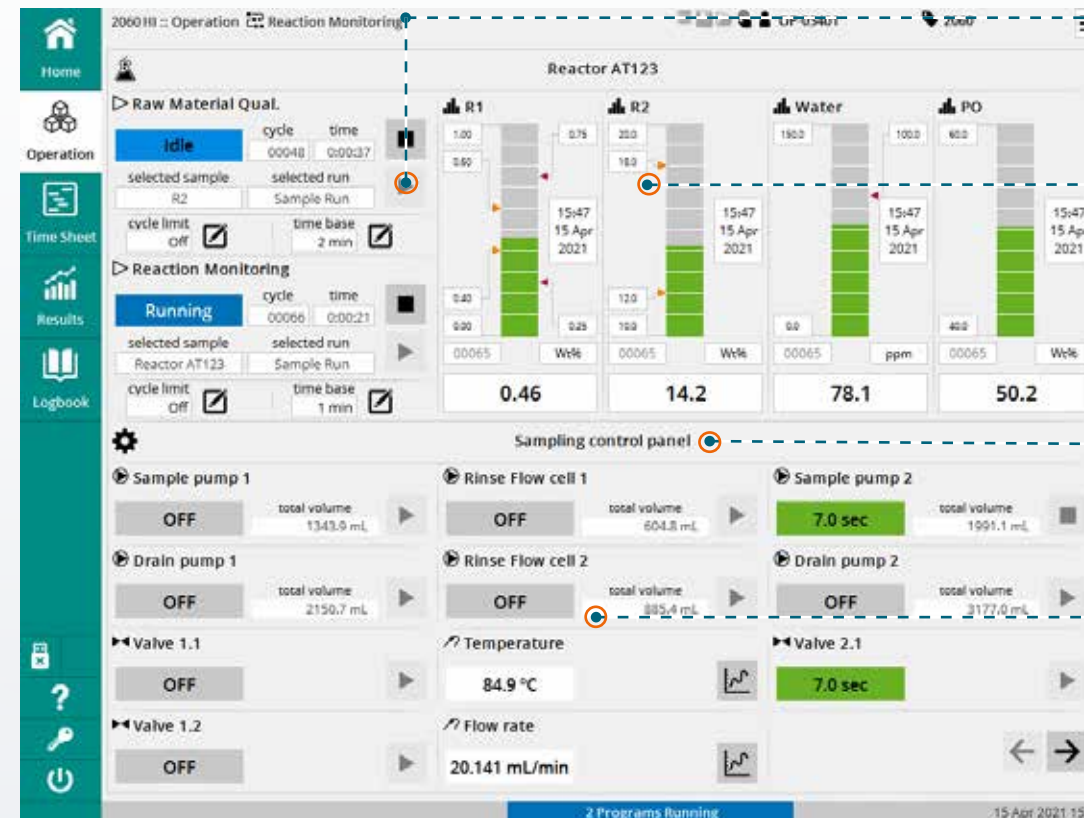 2060 HI :: Operation Reaction Monitoring
2060
Home
Reactor AT123
Operation
Time Sheet
Results
Logbook
Raw Material Qual.
Idle
cycle time
00048 0:00:37
selected sample selected run
R2 Sample Run
cycle limit time base
Off 2 min
Reaction Monitoring
Running
cycle time
00066 0:00:21
selected sample selected run
Reactor AT123 Sample Run
cycle limit time base
Off 1 min
R1
1.00 0.75
0.60
15:47
15 Apr
2021
0.40
0.00 0.25
00065 Wt%
0.46
R2
20.0
16.0
15:47
15 Apr
2021
12.0
10.0
00065 Wt%
14.2
Water
150.0 100.0
15:47
15 Apr
2021
0.0
00065 ppm
78.1
PO
60.0
15:47
15 Ap
2021
40.0
00065 Wt%
50.2
Sampling control panel
Sample pump 1
OFF
total volume
1343.9 mL
Rinse Flow cell 1
OFF
total volume
604.8 mL
Sample pump 2
7.0 sec
total volume
1991.1 mL
Drain pump 1
OFF
total volume
2150.7 mL
Rinse Flow cell 2
OFF
total volume
885.4 mL
Drain pump 2
OFF
total volume
3177.0 mL
Valve 1.1
OFF
Temperature
84.9 °C
Valve 2.1
7.0 sec
Valve 1.2
OFF
Flow rate
20.141 mL/min
2 Programs Running
15 Apr 2021 15